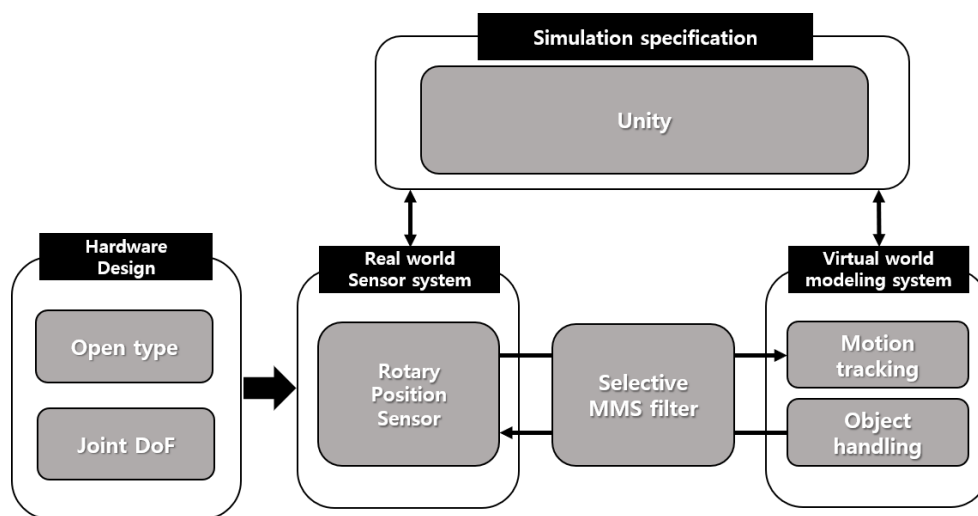 Simulation specification
Unity
Hardware
Design
Open type
Joint DoF
Real world
Sensor system
Rotary
Position
Sensor
Selective
MMS filter
Virtual world
modeling system
Motion
tracking
Object
handling